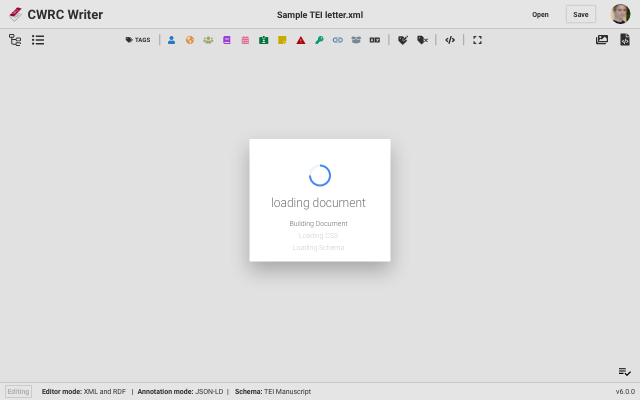 CWRC Writer
Sample TEI letter.xml
Open
Save
TAGS
loading document
Building Document
Loading CSS
Loading Schema
Editing
Editor mode: XML and RDF | Annotation mode: JSON-LD | Schema: TEI Manuscript
v6.0.0